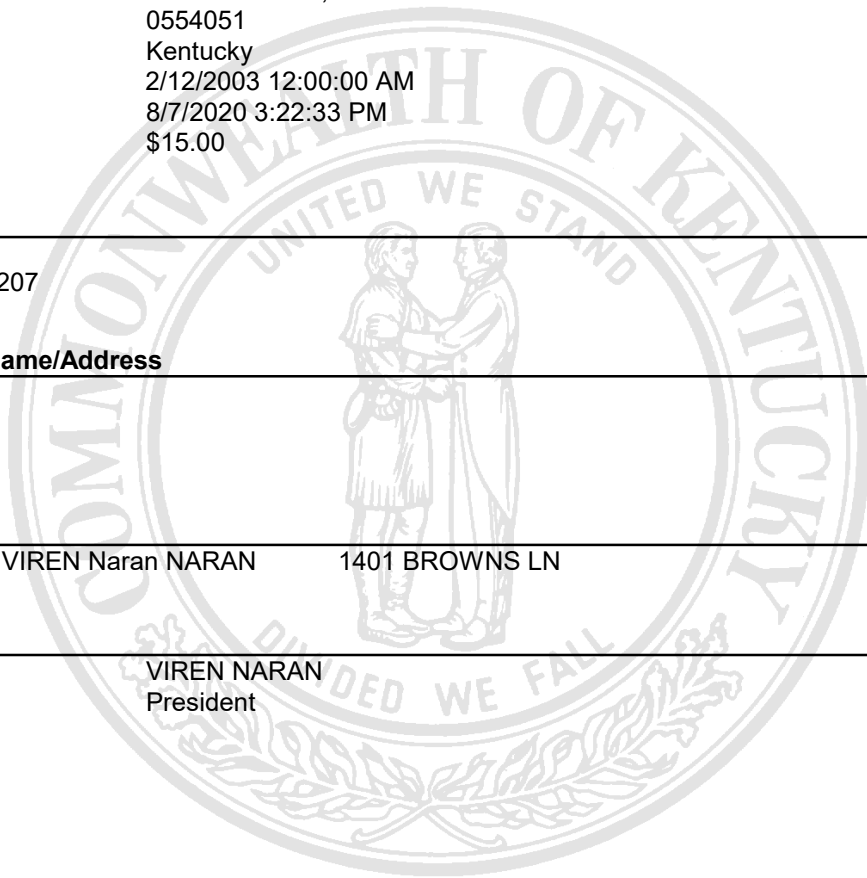 0554051
Kentucky
2/12/2003 12:00:00 AM
8/7/2020 3:22:33 PM
$15.00
207
ame/Address
VIREN Naran NARAN 1401 BROWNS LN
VIREN NARAN
President
COMMONWEALTH OF KENTUCKY
UNITED WE STAND
DIVIDED WE FALL